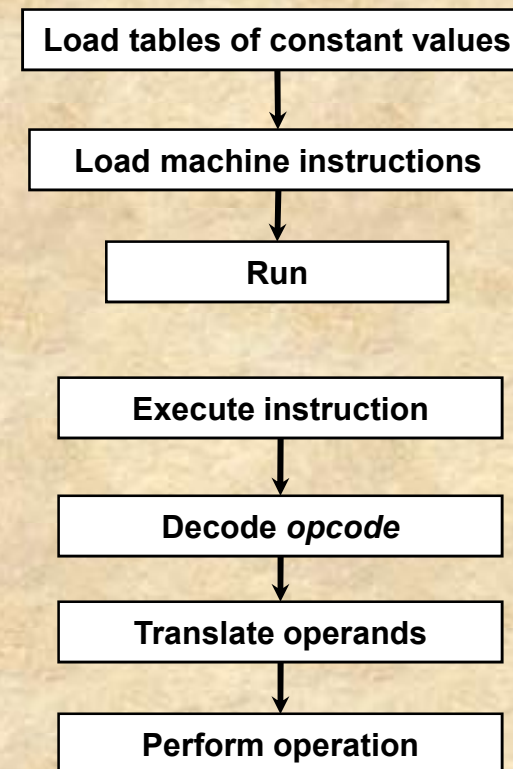 Load tables of constant values
Load machine instructions
Run
Execute instruction
Decode opcode
Translate operands
Perform operation